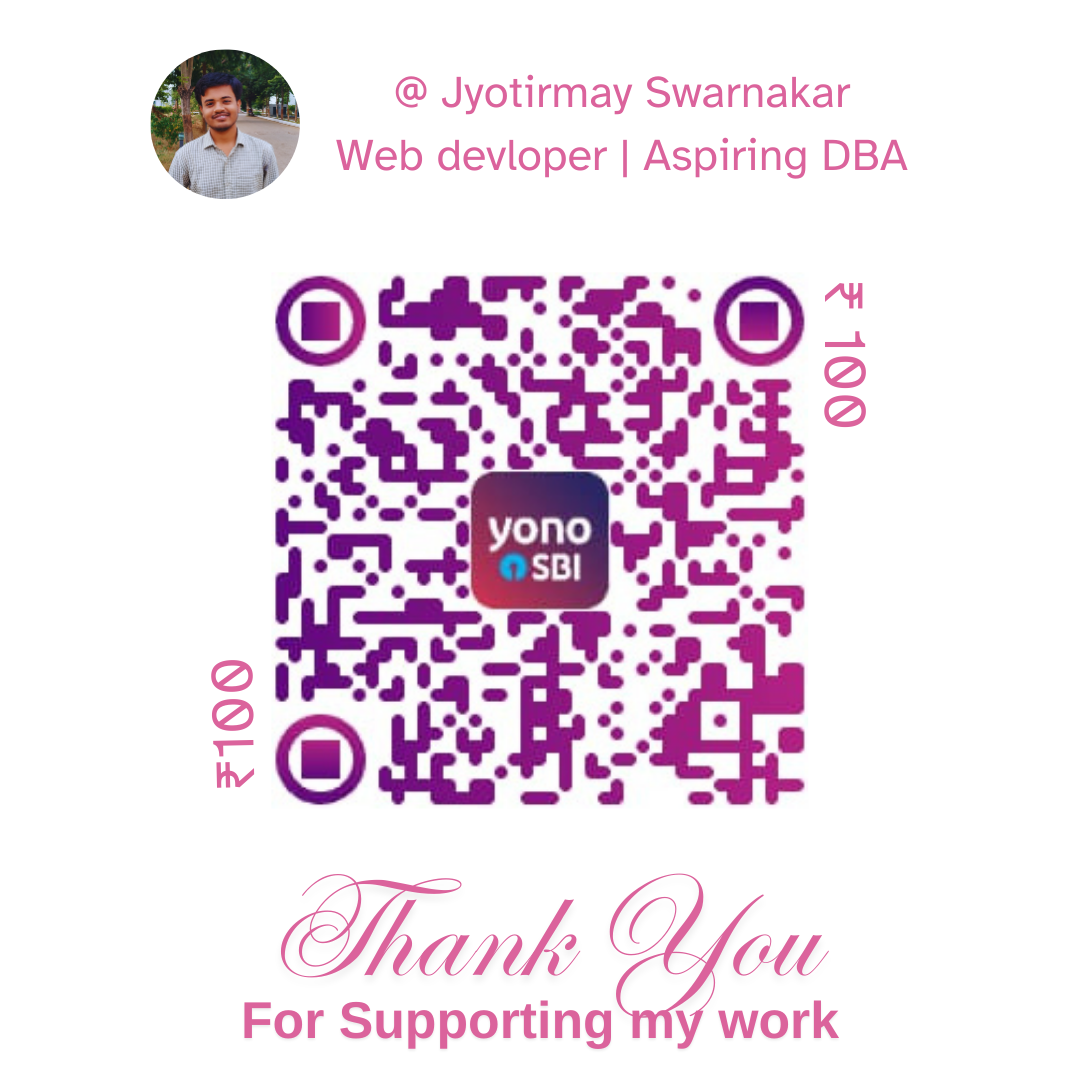 @ Jyotirmay Swarnakar
Web devloper | Aspiring DBA
₹ 100
yono
SBI
₹100
Thank You
For Supporting my work